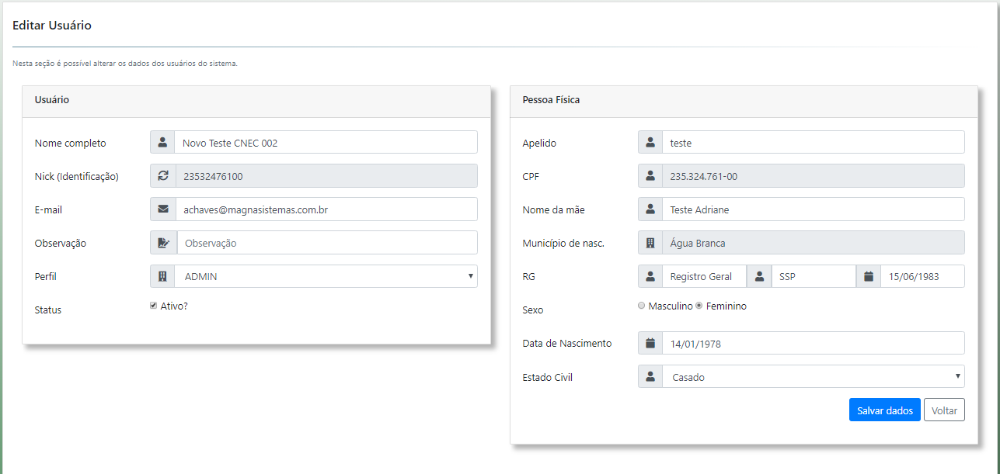 Editar Usuário
Nesta seção é possível alterar os dados dos usuários do sistema.
Usuário
Nome completo Novo Teste CNEC 002
Nick (Identificação) 23532476100
E-mail achaves@magnasistemas.com.br
Observação Observação
Perfil ADMIN
Status Ativo?
Pessoa Física
Apelido teste
CPF 235.324.761-00
Nome da mãe Teste Adriane
Município de nasc. Água Branca
RG Registro Geral SSP 15/06/1983
Sexo Masculino Feminino
Data de Nascimento 14/01/1978
Estado Civil Casado
Salvar dados Voltar